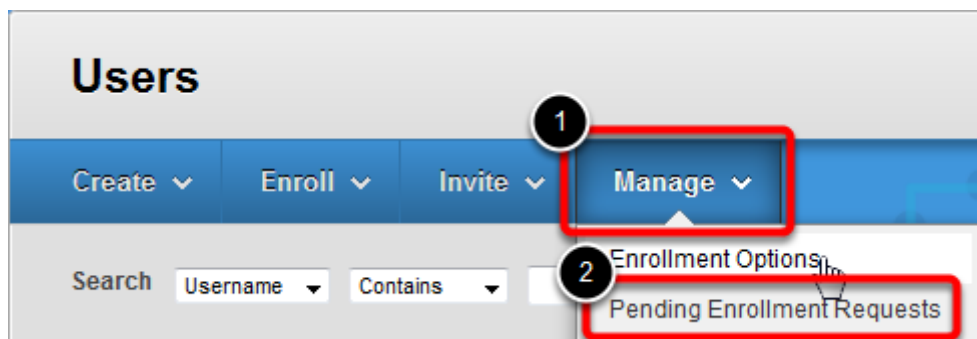 Users
1
Create Enroll Invite Manage
2
Enrollment Options
Search Username Contains
Pending Enrollment Requests